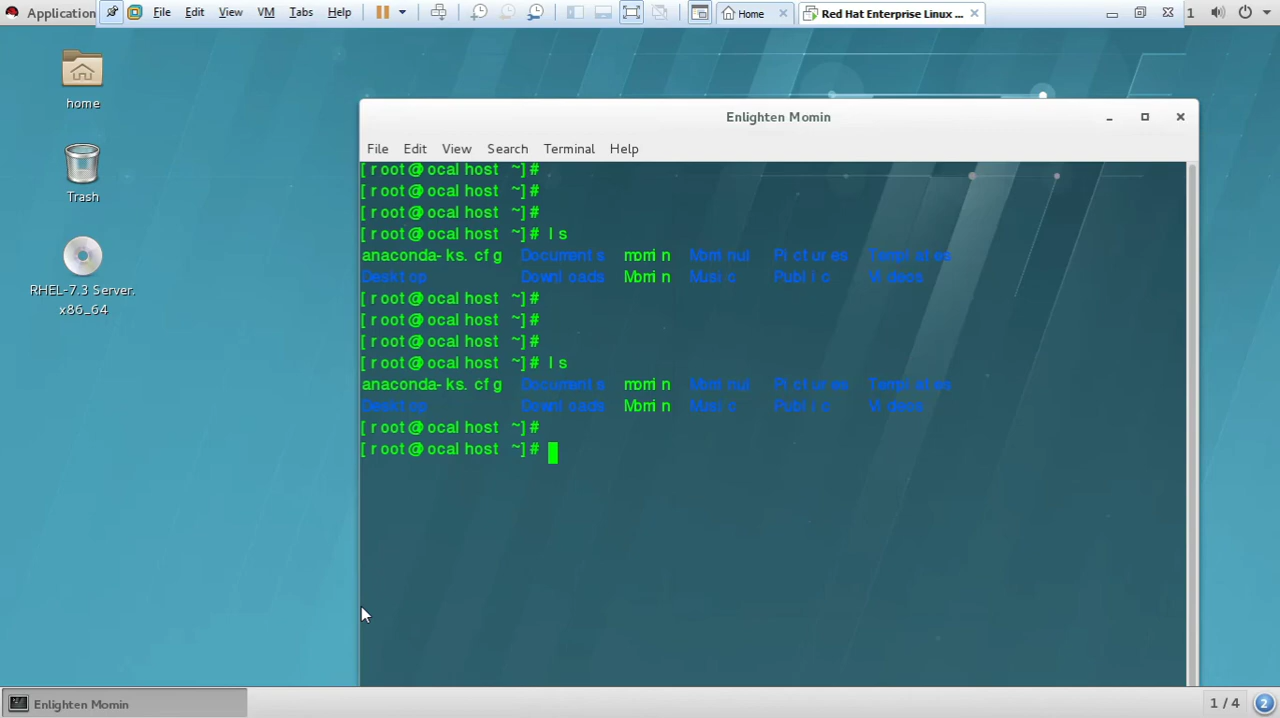 Application File Edit View VM Tabs Help Home Red Hat Enterprise Linux ... 1
home
Trash
RHEL-7.3 Server.
x86_64
Enlighten Momin
File Edit View Search Terminal Help
[root@localhost ~]#
[root@localhost ~]#
[root@localhost ~]#
[root@localhost ~]# ls
anaconda-ks.cfg Documents momin Mominul Pictures Templates
Desktop Downloads Momin Music Public Videos
[root@localhost ~]#
[root@localhost ~]#
[root@localhost ~]#
[root@localhost ~]# ls
anaconda-ks.cfg Documents momin Mominul Pictures Templates
Desktop Downloads Momin Music Public Videos
[root@localhost ~]#
[root@localhost ~]#
Enlighten Momin 1 / 4 2